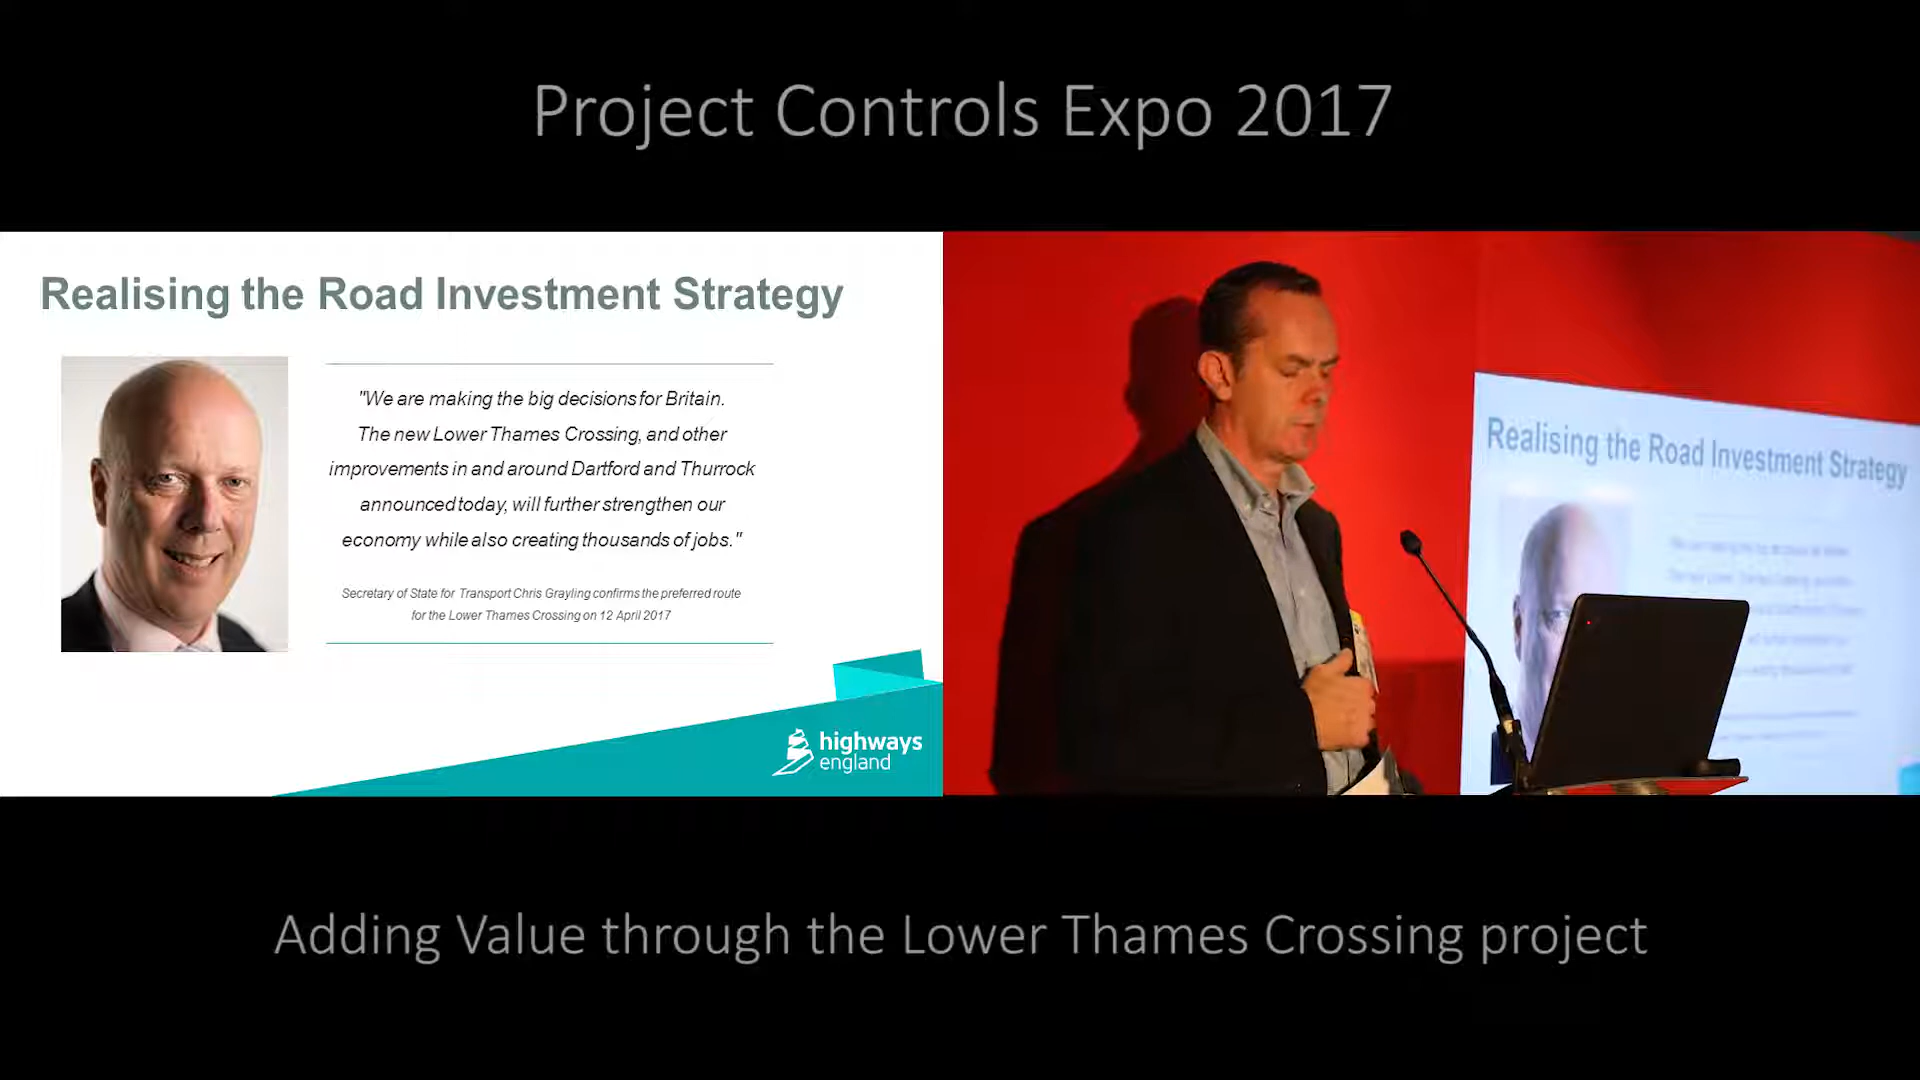 Project Controls Expo 2017
Realising the Road Investment Strategy
"We are making the big decisions for Britain.
The new Lower Thames Crossing, and other
improvements in and around Dartford and Thurrock
announced today, will further strengthen our
economy while also creating thousands of jobs."
Secretary of State for Transport Chris Grayling confirms the preferred route
for the Lower Thames Crossing on 12 April 2017
highways
england
Realising the Road Investment Strategy
Adding Value through the Lower Thames Crossing project